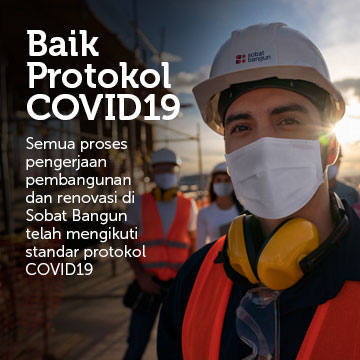 Baik
Protokol
COVID19
Semua proses
pengerjaan
pembangunan
dan renovasi di
Sobat Bangun
telah mengikuti
standar protokol
COVID19
sobat
bangun